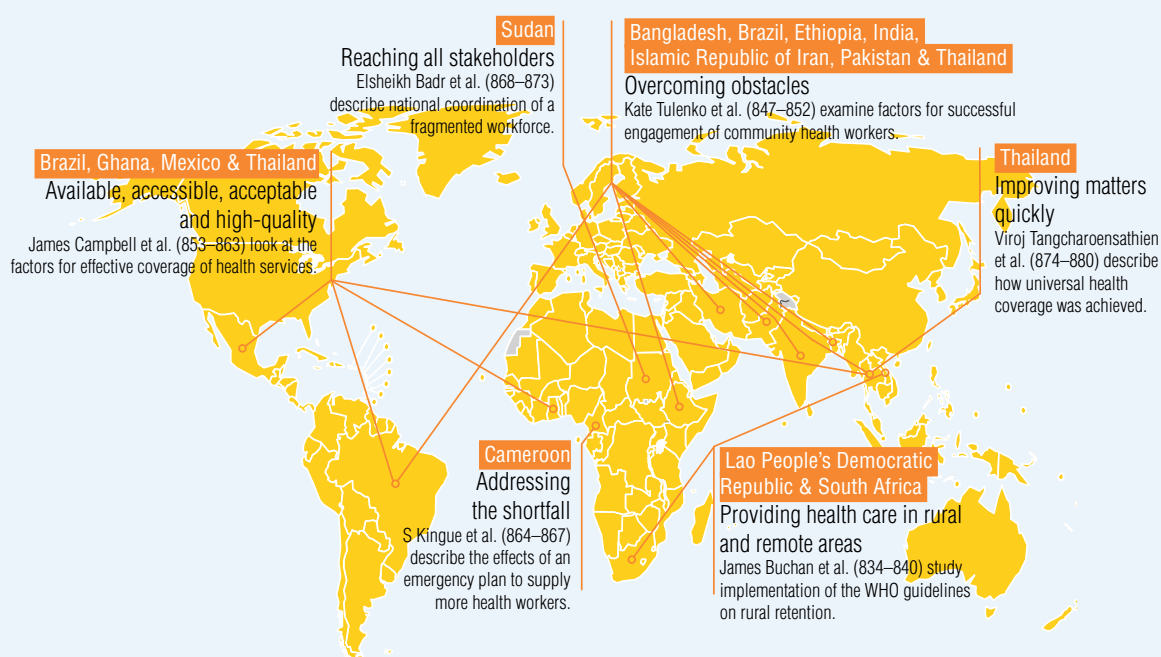 Sudan
Reaching all stakeholders
Elsheikh Badr et al. (868–873)
describe national coordination of a
fragmented workforce.
Bangladesh, Brazil, Ethiopia, India,
Islamic Republic of Iran, Pakistan & Thailand
Overcoming obstacles
Kate Tulenko et al. (847–852) examine factors for successful
engagement of community health workers.
Brazil, Ghana, Mexico & Thailand
Available, accessible, acceptable
and high-quality
James Campbell et al. (853–863) look at the
factors for effective coverage of health services.
Thailand
Improving matters
quickly
Viroj Tangcharoensathien
et al. (874–880) describe
how universal health
coverage was achieved.
Cameroon
Addressing
the shortfall
S Kingue et al. (864–867)
describe the effects of an
emergency plan to supply
more health workers.
Lao People's Democratic
Republic & South Africa
Providing health care in rural
and remote areas
James Buchan et al. (834–840) study
implementation of the WHO guidelines
on rural retention.